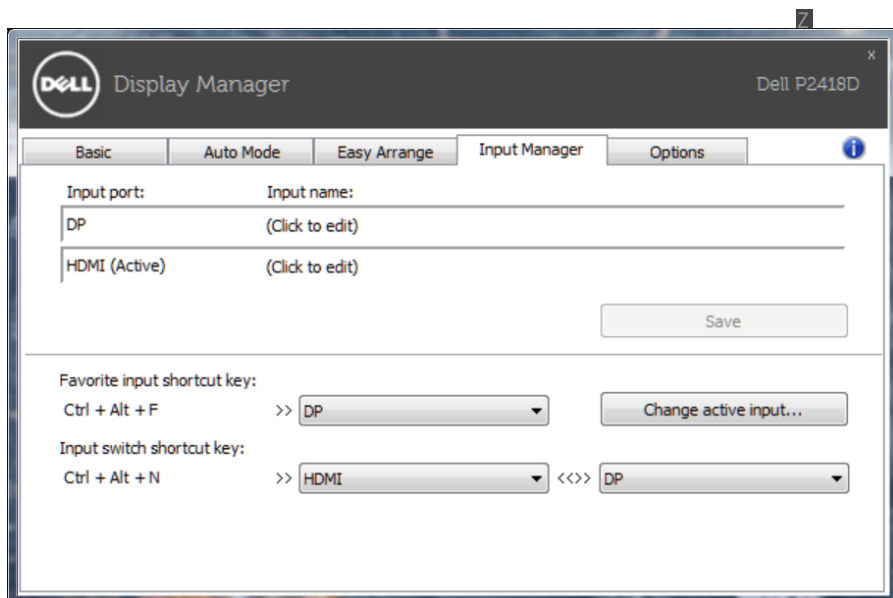 Z
x
DELL Display Manager Dell P2418D
Basic Auto Mode Easy Arrange Input Manager Options i
Input port: Input name:
DP (Click to edit)
HDMI (Active) (Click to edit)
Save
Favorite input shortcut key:
Ctrl + Alt + F >> DP Change active input...
Input switch shortcut key:
Ctrl + Alt + N >> HDMI <<>> DP